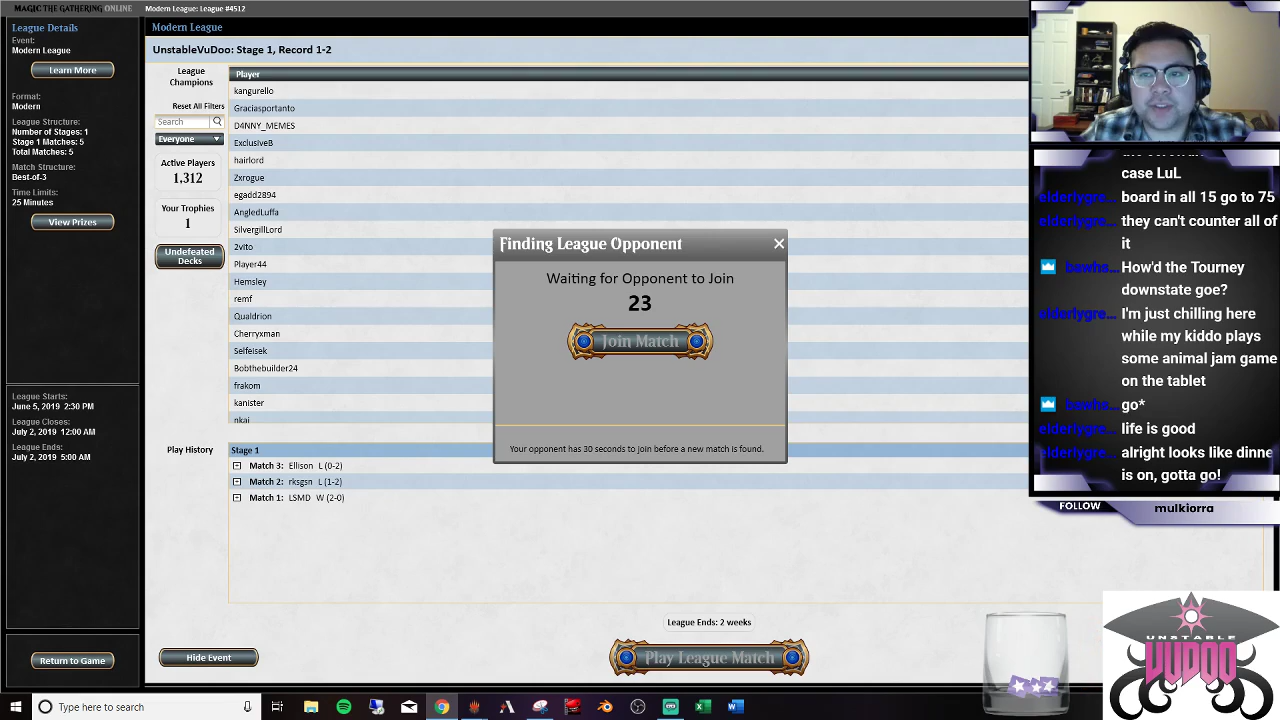 MAGIC THE GATHERING ONLINE
Modern League: League #4512
League Details
Event:
Modern League
Learn More
Format:
Modern
League Structure:
Number of Stages: 1
Stage 1 Matches: 5
Total Matches: 5
Match Structure:
Best-of-3
Time Limits:
25 Minutes
View Prizes
League Starts:
June 5, 2019 2:30 PM
League Closes:
July 2, 2019 12:00 AM
League Ends:
July 2, 2019 5:00 AM
Return to Game
Modern League
UnstableVuDoo: Stage 1, Record 1-2
League
Champions
Reset All Filters
Search
Everyone
Active Players
1,312
Your Trophies
1
Undefeated
Decks
Player
kangurello
Graciasportanto
D4NNY_MEMES
ExclusiveB
hairlord
Zxrogue
egadd2894
AngledLuffa
SilvergillLord
2vito
Player44
Hemsley
remf
Qualdrion
Cherryxman
Selfeisek
Bobthebuilder24
frakom
kanister
nkai
Play History
Stage 1
Match 3: Ellison L (0-2)
Match 2: rksgsn L (1-2)
Match 1: LSMD W (2-0)
Finding League Opponent
Waiting for Opponent to Join
23
Join Match
Your opponent has 30 seconds to join before a new match is found.
League Ends: 2 weeks
Hide Event
Play League Match
case LuL
elderlygre... board in all 15 go to 75
elderlygre... they can't counter all of
it
bawhs... How'd the Tourney
downstate goe?
elderlygre... I'm just chilling here
while my kiddo plays
some animal jam game
on the tablet
bawhs... go*
elderlygre... life is good
elderlygre... alright looks like dinne
is on, gotta go!
FOLLOW
mulkiorra
UNSTABLE
VUDOO
Type here to search